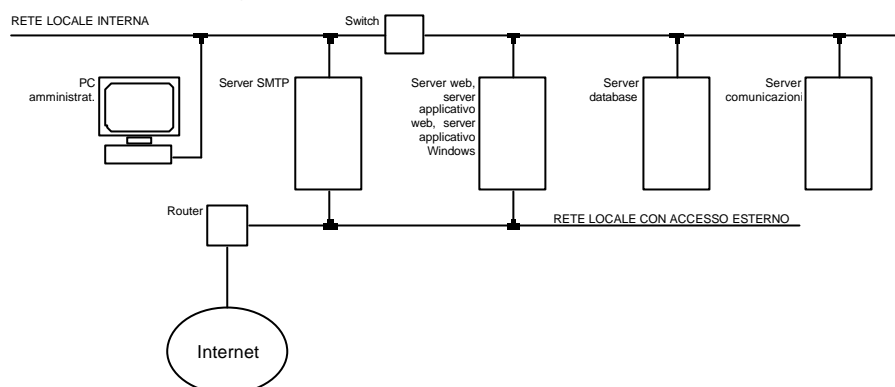 RETE LOCALE INTERNA
Switch
PC
amministrat.
Server SMTP
Server web,
server
applicativo
web, server
applicativo
Windows
Server
database
Server
comunicazioni
Router
RETE LOCALE CON ACCESSO ESTERNO
Internet